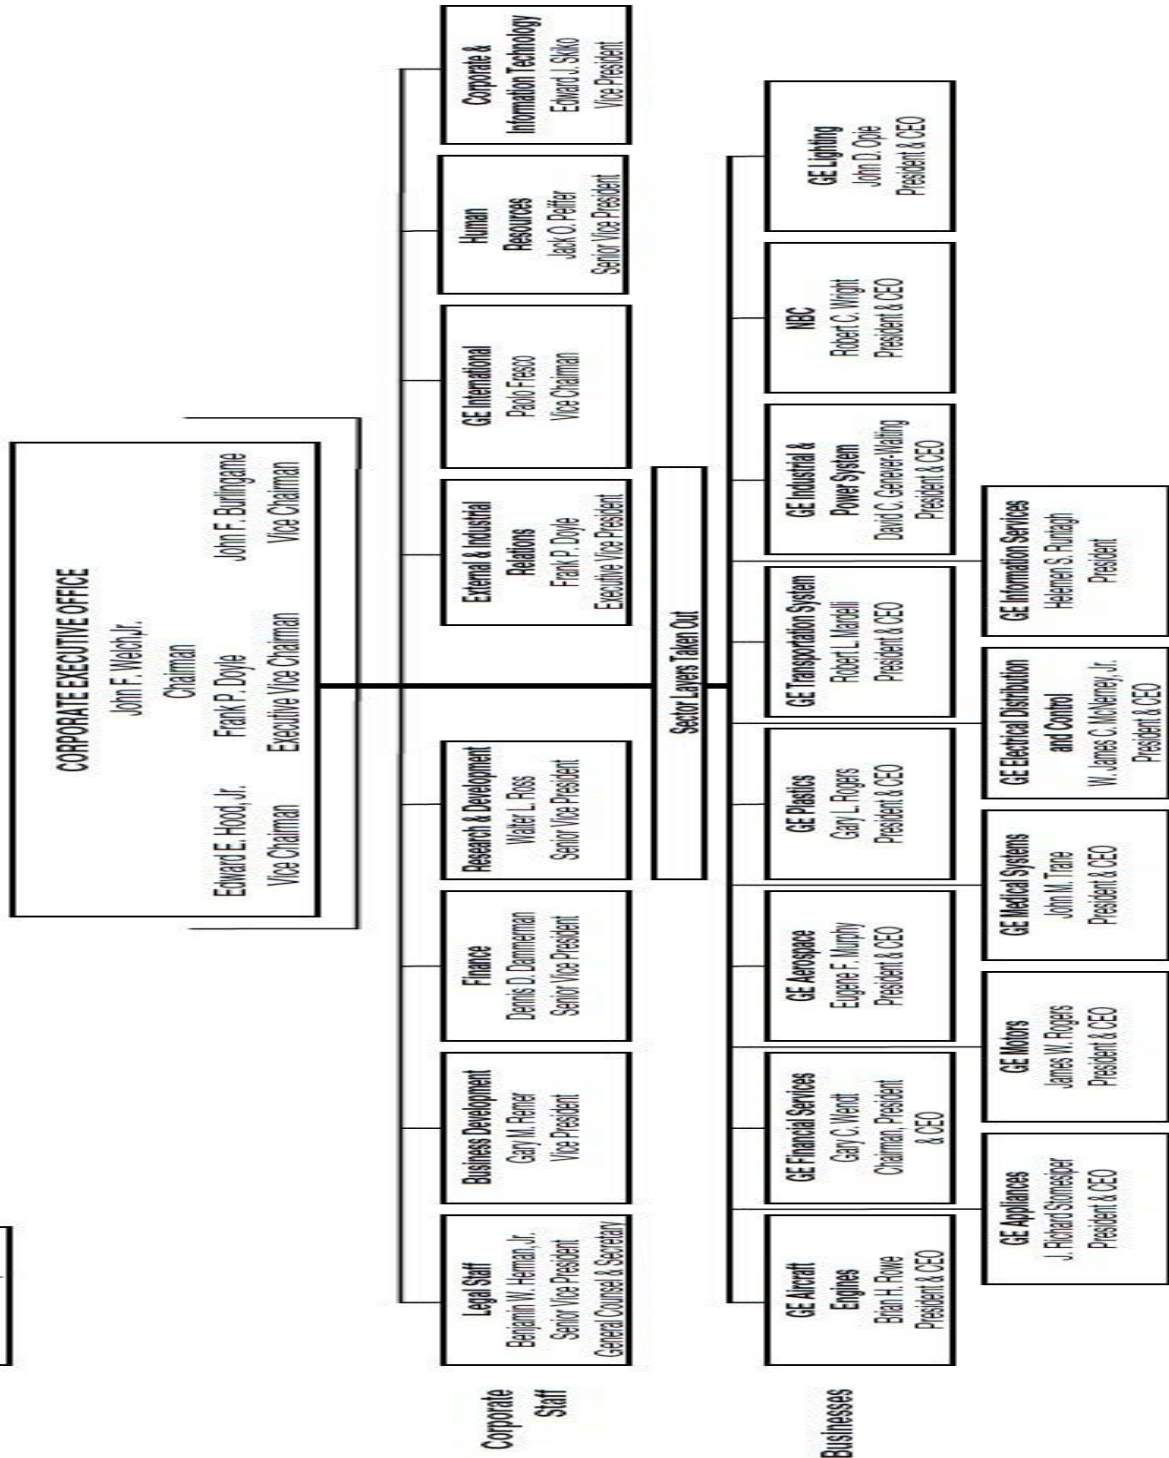 CORPORATE EXECUTIVE OFFICE
John F. Welch Jr.
Chairman
Edward E. Hood, Jr.
Vice Chairman
Frank P. Doyle
Executive Vice Chairman
John F. Burlingame
Vice Chairman
Corporate
Staff
Legal Staff
Benjamin W. Herman, Jr.
Senior Vice President
General Counsel & Secretary
Business Development
Gary M. Remer
Vice President
Finance
Dennis D. Dammerman
Senior Vice President
Research & Development
Walter L. Ross
Senior Vice President
External & Industrial
Relations
Frank P. Doyle
Executive Vice President
GE International
Paolo Fresco
Vice Chairman
Human
Resources
Jack O. Peiffer
Senior Vice President
Corporate &
Information Technology
Edward J. Skiko
Vice President
Sector Layers Taken Out
Businesses
GE Aircraft
Engines
Brian H. Rowe
President & CEO
GE Financial Services
Gary C. Wendt
Chairman, President
& CEO
GE Aerospace
Eugene F. Murphy
President & CEO
GE Plastics
Gary L. Rogers
President & CEO
GE Transportation System
Robert L. Mardelli
President & CEO
GE Industrial &
Power System
David C. Genever-Watling
President & CEO
NBC
Robert C. Wright
President & CEO
GE Lighting
John D. Opie
President & CEO
GE Appliances
J. Richard Stomesiper
President & CEO
GE Motors
James W. Rogers
President & CEO
GE Medical Systems
John M. Trane
President & CEO
GE Electrical Distribution
and Control
W. James C. McNerney, Jr.
President & CEO
GE Information Services
Helemen S. Runtagh
President